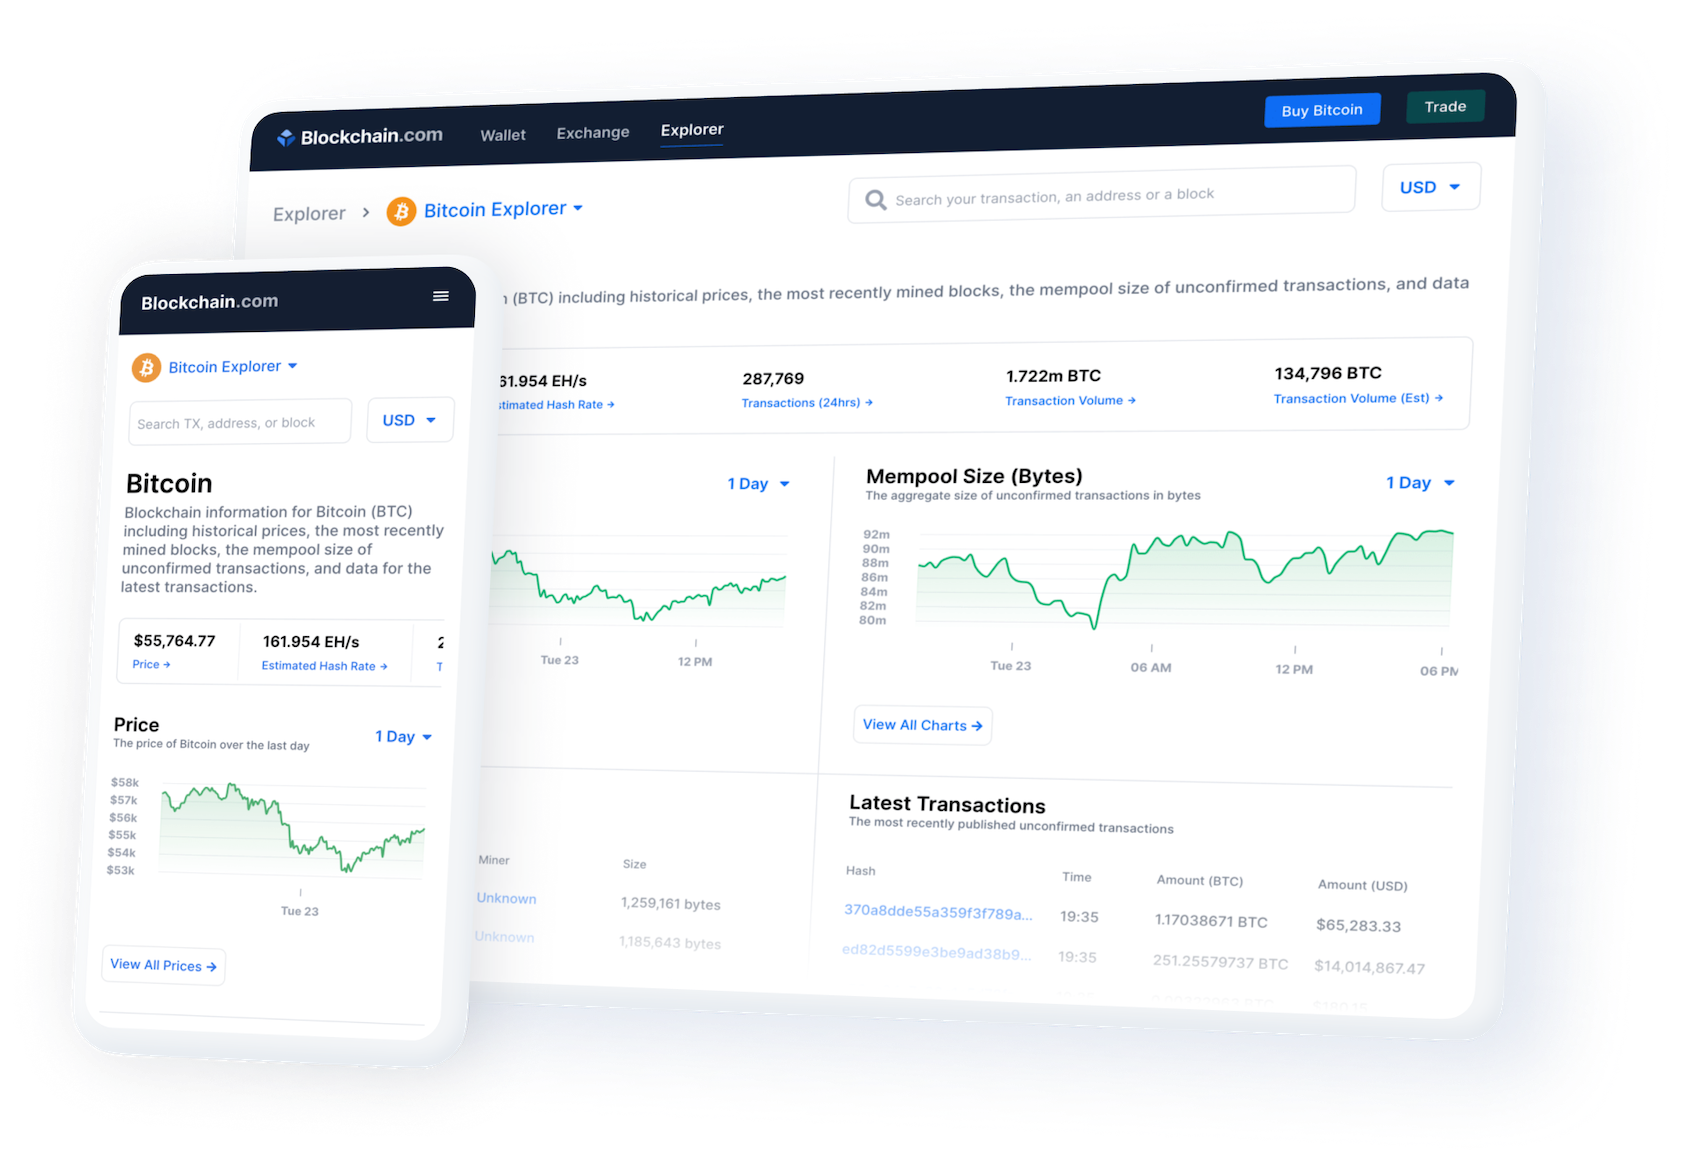 Blockchain.com
Wallet
Exchange
Explorer
Buy Bitcoin
Trade
Explorer
Bitcoin Explorer
Search your transaction, an address or a block
USD
(BTC) including historical prices, the most recently mined blocks, the mempool size of unconfirmed transactions, and data
61.954 EH/s
timated Hash Rate →
287,769
Transactions (24hrs) →
1.722m BTC
Transaction Volume →
134,796 BTC
Transaction Volume (Est) →
1 Day
Tue 23
12 PM
Mempool Size (Bytes)
The aggregate size of unconfirmed transactions in bytes
1 Day
92m
90m
88m
86m
84m
82m
80m
Tue 23
06 AM
12 PM
06 PM
View All Charts →
Miner
Size
Unknown
1,259,161 bytes
Unknown
1,185,643 bytes
Latest Transactions
The most recently published unconfirmed transactions
Hash
Time
Amount (BTC)
Amount (USD)
370a8dde55a359f3f789a...
19:35
1.17038671 BTC
$65,283.33
ed82d5599e3be9ad38b9...
19:35
251.25579737 BTC
$14,014,867.47
Blockchain.com
Bitcoin Explorer
Search TX, address, or block
USD
Bitcoin
Blockchain information for Bitcoin (BTC)
including historical prices, the most recently
mined blocks, the mempool size of
unconfirmed transactions, and data for the
latest transactions.
$55,764.77
Price →
161.954 EH/s
Estimated Hash Rate →
2
T
Price
The price of Bitcoin over the last day
1 Day
$58k
$57k
$56k
$55k
$54k
$53k
Tue 23
View All Prices →